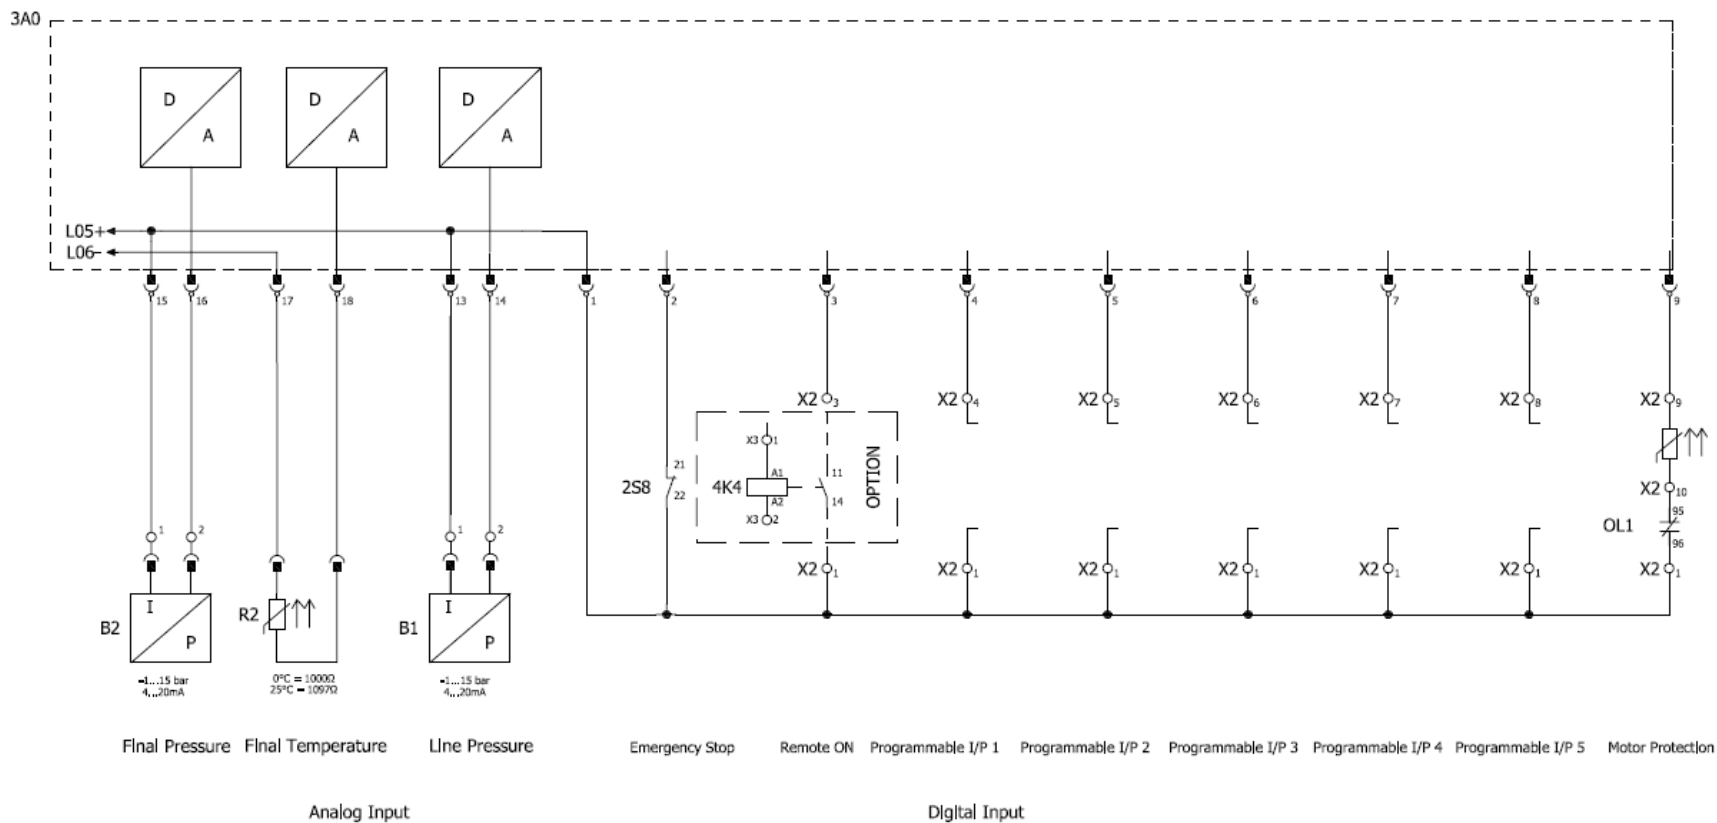 3A0
D
A
D
A
D
A
L05+
L06-
15
16
17
18
13
14
1
2
3
4
5
6
7
8
9
X2 3
X2 4
X2 5
X2 6
X2 7
X2 8
X2 9
X3 1
21
22
2S8
4K4
A1
A2
11
14
OPTION
X3 2
X2 10
95
OL1
96
1
2
1
2
X2 1
X2 1
X2 1
X2 1
X2 1
X2 1
X2 1
I
P
B2
R2
I
P
B1
-1...15 bar
4...20mA
0°C = 1000Ω
25°C = 1097Ω
-1...15 bar
4...20mA
Final Pressure
Final Temperature
Line Pressure
Emergency Stop
Remote ON
Programmable I/P 1
Programmable I/P 2
Programmable I/P 3
Programmable I/P 4
Programmable I/P 5
Motor Protection
Analog Input
Digital Input